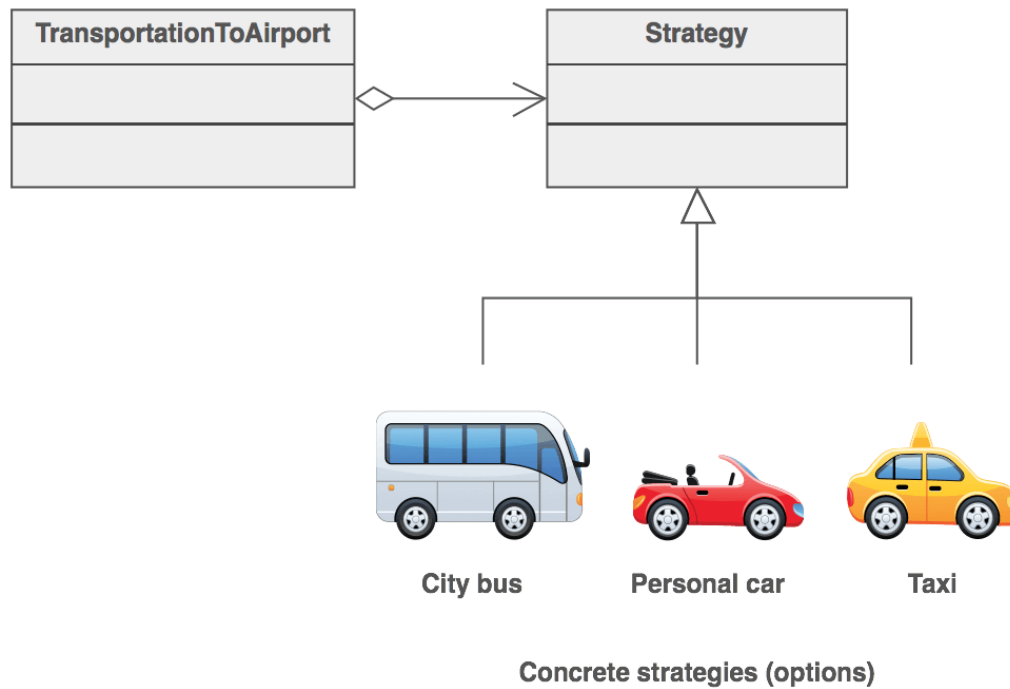 TransportationToAirport
Strategy
City bus
Personal car
Taxi
Concrete strategies (options)